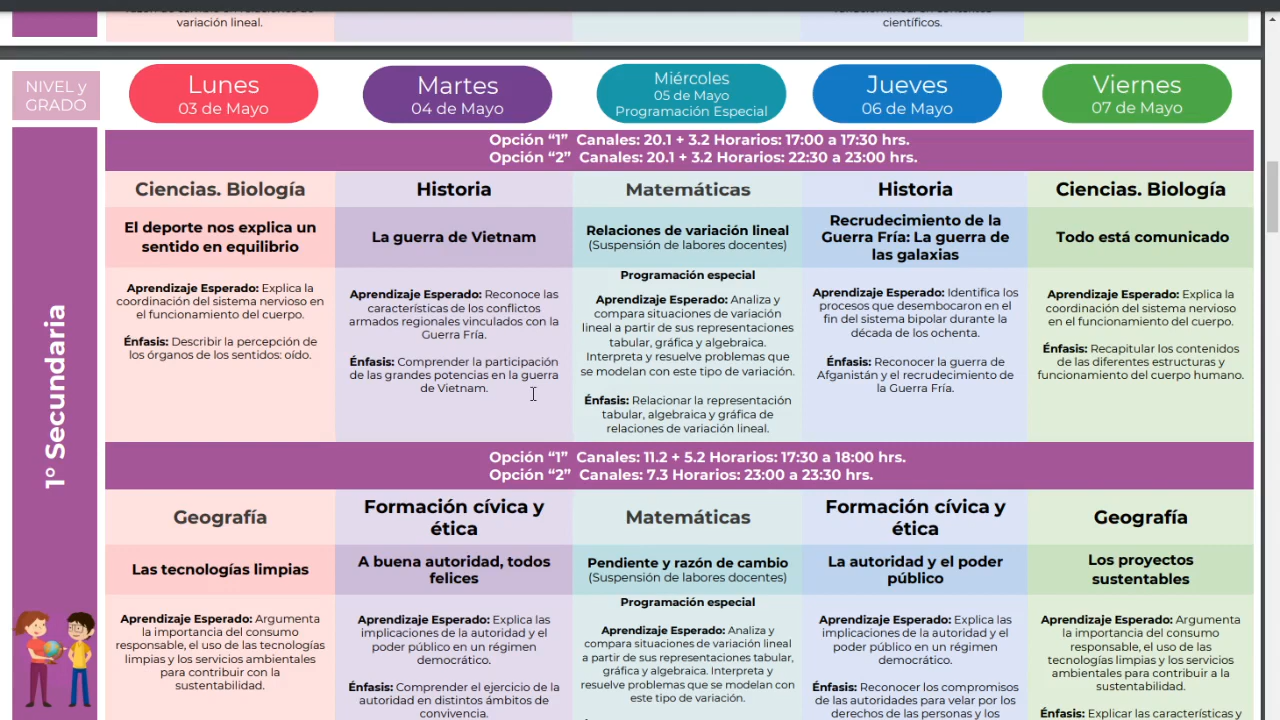 variación lineal.
científicos.
NIVEL y
GRADO
Lunes
03 de Mayo
Martes
04 de Mayo
Miércoles
05 de Mayo
Programación Especial
Jueves
06 de Mayo
Viernes
07 de Mayo
1° Secundaria
Opción “1” Canales: 20.1 + 3.2 Horarios: 17:00 a 17:30 hrs.
Opción “2” Canales: 20.1 + 3.2 Horarios: 22:30 a 23:00 hrs.
Ciencias. Biología
Historia
Matemáticas
Historia
Ciencias. Biología
El deporte nos explica un
sentido en equilibrio
La guerra de Vietnam
Relaciones de variación lineal
(Suspensión de labores docentes)
Recrudecimiento de la
Guerra Fría: La guerra de
las galaxias
Todo está comunicado
Aprendizaje Esperado: Explica la
coordinación del sistema nervioso en
el funcionamiento del cuerpo.
Énfasis: Describir la percepción de
los órganos de los sentidos: oído.
Aprendizaje Esperado: Reconoce las
características de los conflictos
armados regionales vinculados con la
Guerra Fría.
Énfasis: Comprender la participación
de las grandes potencias en la guerra
de Vietnam.
Programación especial
Aprendizaje Esperado: Analiza y
compara situaciones de variación
lineal a partir de sus representaciones
tabular, gráfica y algebraica.
Interpreta y resuelve problemas que
se modelan con este tipo de variación.
Énfasis: Relacionar la representación
tabular, algebraica y gráfica de
relaciones de variación lineal.
Aprendizaje Esperado: Identifica los
procesos que desembocaron en el
fin del sistema bipolar durante la
década de los ochenta.
Énfasis: Reconocer la guerra de
Afganistán y el recrudecimiento de
la Guerra Fría.
Aprendizaje Esperado: Explica la
coordinación del sistema nervioso
en el funcionamiento del cuerpo.
Énfasis: Recapitular los contenidos
de las diferentes estructuras y
funcionamiento del cuerpo humano.
Opción “1” Canales: 11.2 + 5.2 Horarios: 17:30 a 18:00 hrs.
Opción “2” Canales: 7.3 Horarios: 23:00 a 23:30 hrs.
Geografía
Formación cívica y
ética
Matemáticas
Formación cívica y
ética
Geografía
Las tecnologías limpias
A buena autoridad, todos
felices
Pendiente y razón de cambio
(Suspensión de labores docentes)
La autoridad y el poder
público
Los proyectos
sustentables
Aprendizaje Esperado: Argumenta
la importancia del consumo
responsable, el uso de las tecnologías
limpias y los servicios ambientales
para contribuir con la
sustentabilidad.
Aprendizaje Esperado: Explica las
implicaciones de la autoridad y el
poder público en un régimen
democrático.
Énfasis: Comprender el ejercicio de la
autoridad en distintos ámbitos de
convivencia.
Programación especial
Aprendizaje Esperado: Analiza y
compara situaciones de variación lineal
a partir de sus representaciones tabular,
gráfica y algebraica. Interpreta y
resuelve problemas que se modelan con
este tipo de variación.
Aprendizaje Esperado: Explica las
implicaciones de la autoridad y el
poder público en un régimen
democrático.
Énfasis: Reconocer los compromisos
de las autoridades para velar por los
derechos de las personas y los
Aprendizaje Esperado: Argumenta
la importancia del consumo
responsable, el uso de las
tecnologías limpias y los servicios
ambientales para contribuir a la
sustentabilidad.
Énfasis: Explicar las características y